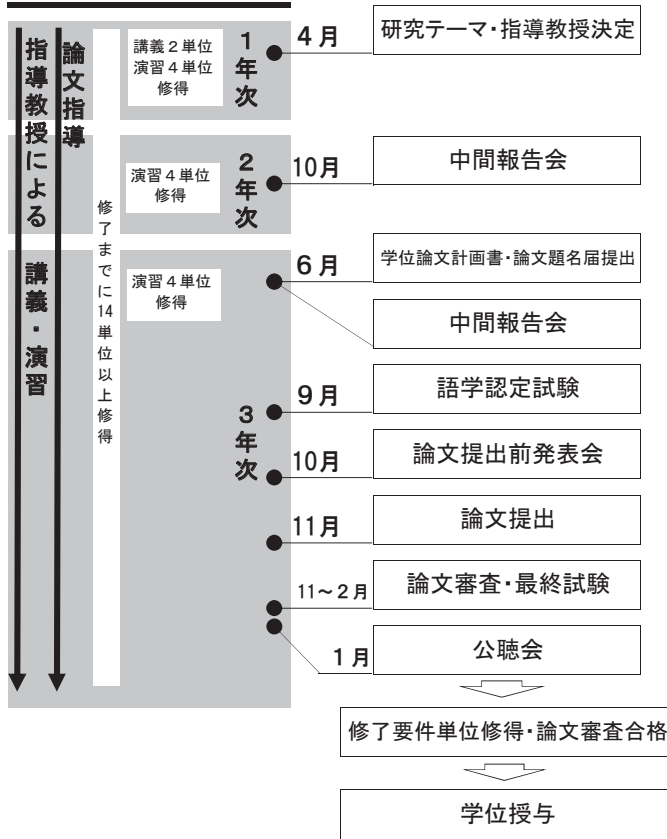 指導教授による 講義・演習
論文指導
修了までに14単位以上修得
講義2単位
演習4単位
修得
1年次
4月
研究テーマ・指導教授決定
演習4単位
修得
2年次
10月
中間報告会
演習4単位
修得
3年次
6月
学位論文計画書・論文題名届提出
中間報告会
9月
語学認定試験
10月
論文提出前発表会
11月
論文提出
11～2月
論文審査・最終試験
1月
公聴会
修了要件単位修得・論文審査合格
学位授与